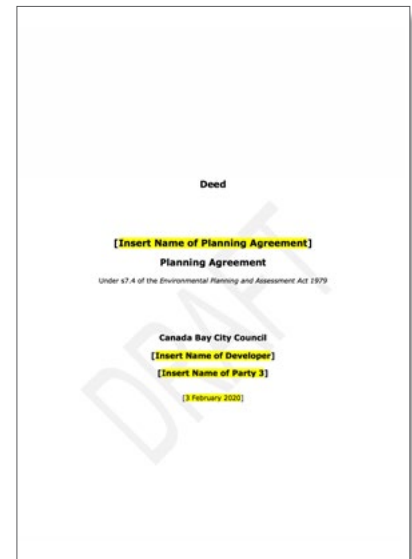 Deed
[Insert Name of Planning Agreement]
Planning Agreement
Under s7.4 of the Environmental Planning and Assessment Act 1979
Canada Bay City Council
[Insert Name of Developer]
[Insert Name of Party 3]
[3 February 2020]
DRAFT